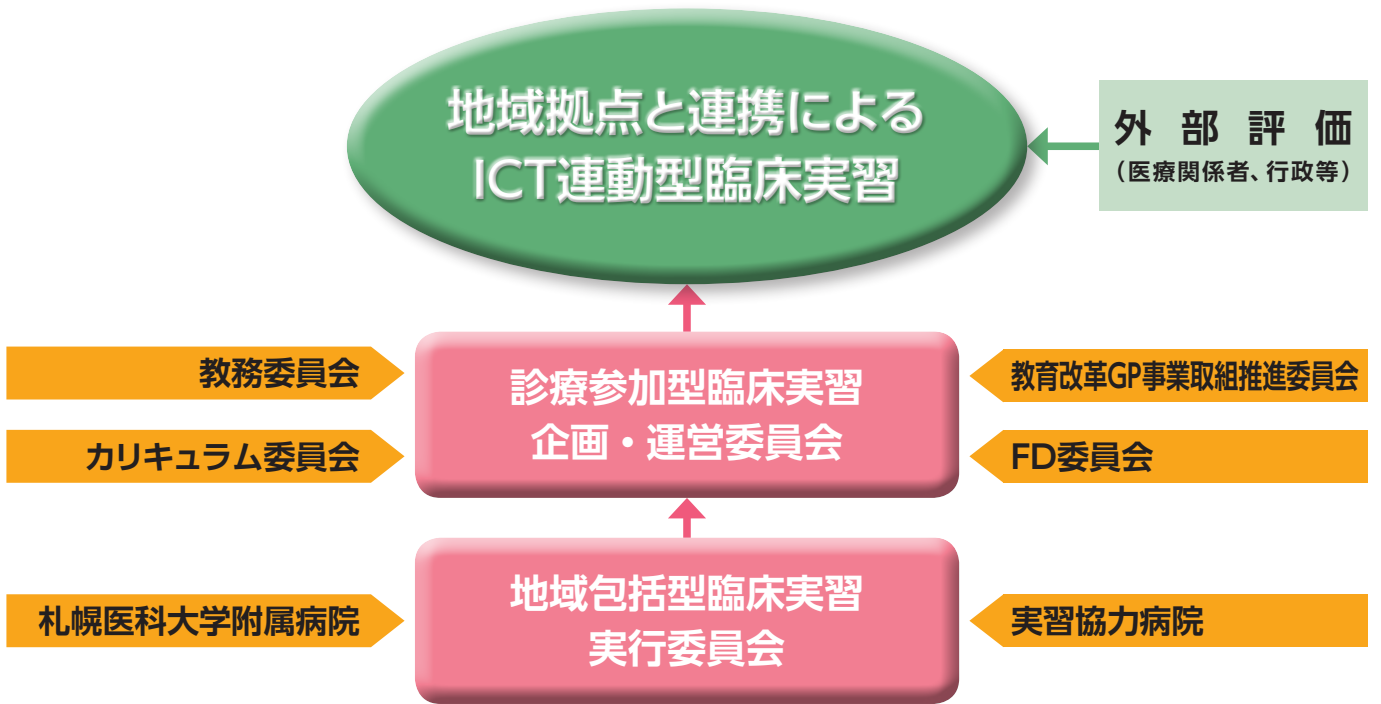 地域拠点と連携による
ICT連動型臨床実習
外部評価
（医療関係者、行政等）
教務委員会
カリキュラム委員会
診療参加型臨床実習
企画・運営委員会
教育改革GP事業取組推進委員会
FD委員会
札幌医科大学附属病院
地域包括型臨床実習
実行委員会
実習協力病院